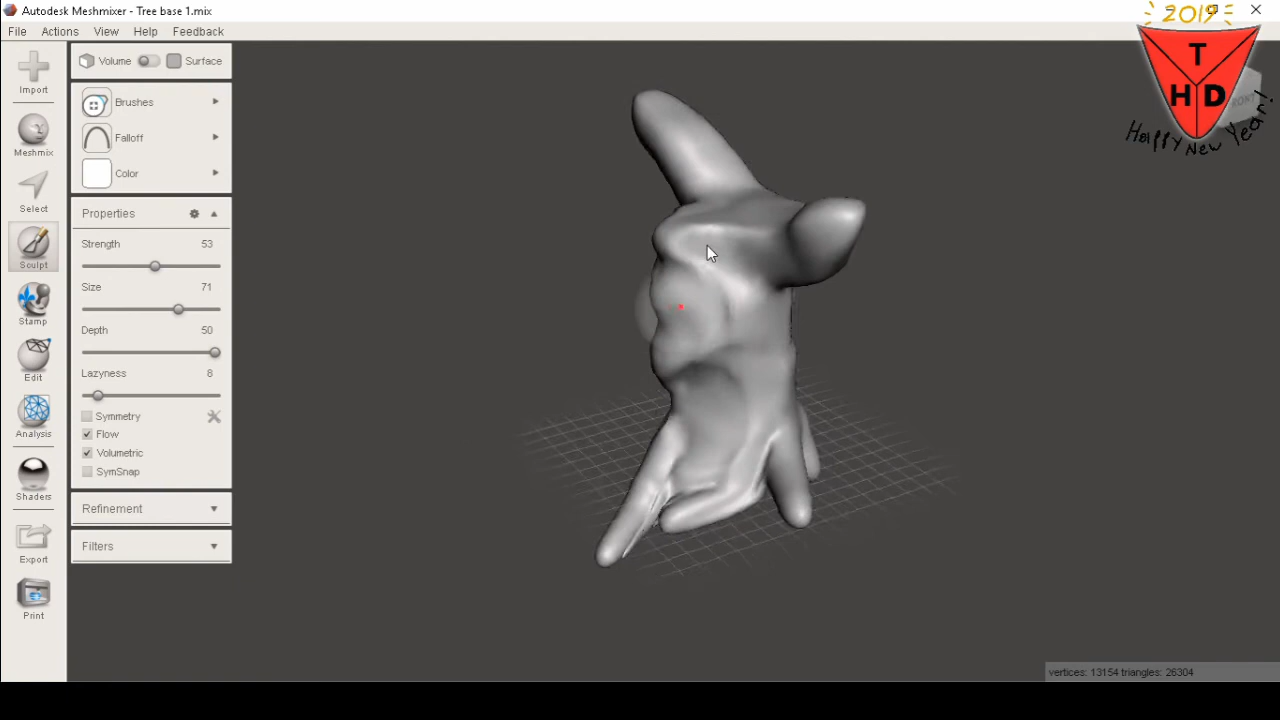 Autodesk Meshmixer - Tree base 1.mix
2019
File Actions View Help Feedback
T
H D
FRONT
Happy New Year!
Import
Meshmix
Select
Sculpt
Stamp
Edit
Analysis
Shaders
Export
Print
Volume Surface
Brushes
Falloff
Color
Properties
Strength 53
Size 71
Depth 50
Lazyness 8
Symmetry
Flow
Volumetric
SymSnap
Refinement
Filters
vertices: 13154 triangles: 26304